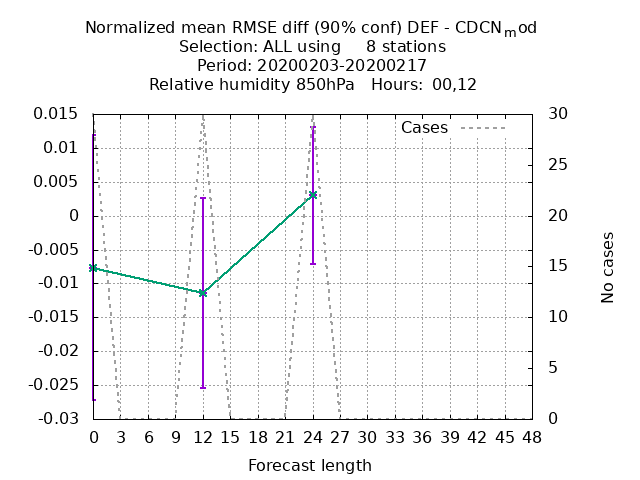 Normalized mean RMSE diff (90% conf) DEF - CDCNmod
Selection: ALL using     8 stations
Period: 20200203-20200217
Relative humidity 850hPa   Hours: 00,12
0.015
0.01
0.005
0
-0.005
-0.01
-0.015
-0.02
-0.025
-0.03
Cases
30
25
20
15
10
5
0
No cases
0 3 6 9 12 15 18 21 24 27 30 33 36 39 42 45 48
Forecast length